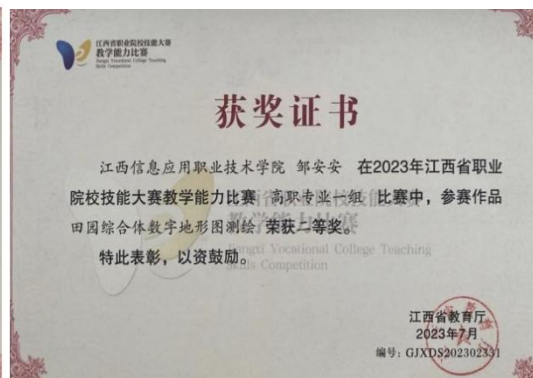 江西省职业院校技能大赛
教学能力比赛
Jiangxi Vocational College Teaching
Skills Competition
获奖证书
江西信息应用职业技术学院 邹安安 在2023年江西省职业
院校技能大赛教学能力比赛 高职专业一组 比赛中，参赛作品
田园综合体数字地形图测绘 荣获二等奖。
Jiangxi Vocational College Teaching
特此表彰，以资鼓励。
Skills Competition
江西省教育厅
2023年7月
编号：GJXDS202302331